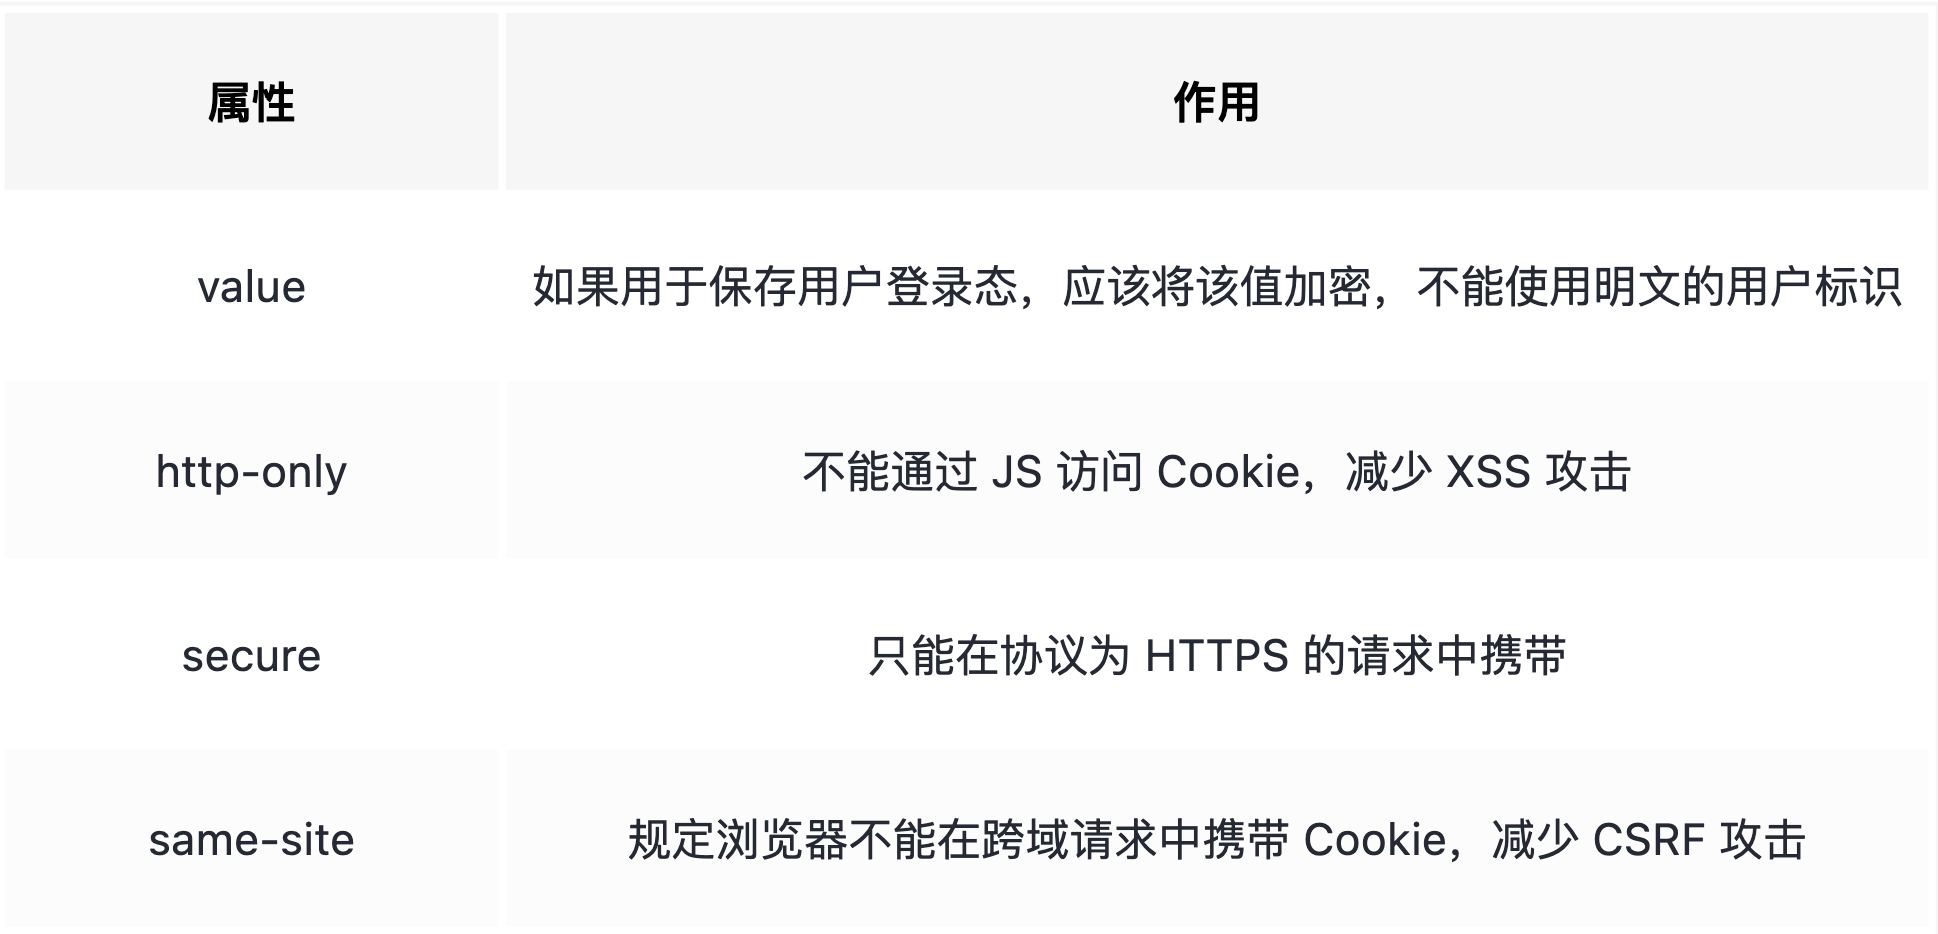 属性
作用
value
如果用于保存用户登录态，应该将该值加密，不能使用明文的用户标识
http-only
不能通过 JS 访问 Cookie，减少 XSS 攻击
secure
只能在协议为 HTTPS 的请求中携带
same-site
规定浏览器不能在跨域请求中携带 Cookie，减少 CSRF 攻击